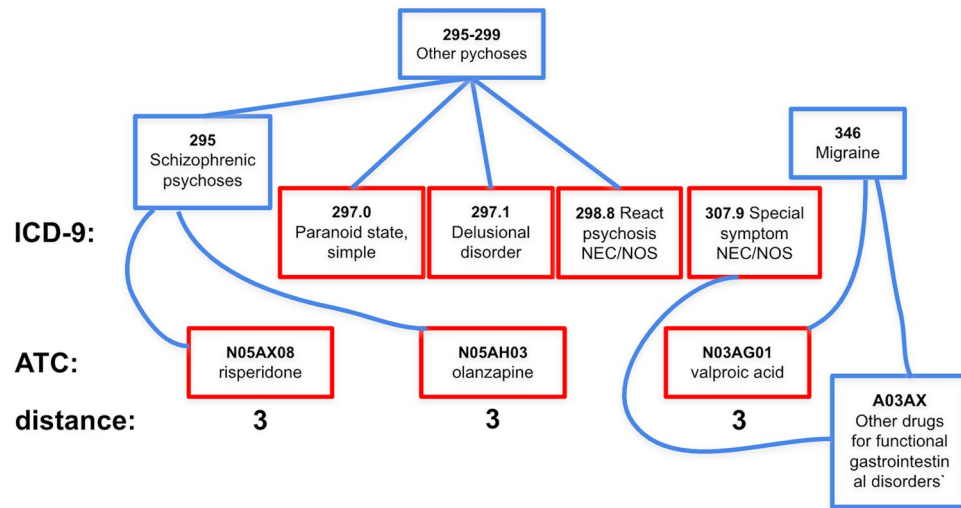 295-299
Other pychoses
295
Schizophrenic
psychoses
346
Migraine
ICD-9:
297.0
Paranoid state,
simple
297.1
Delusional
disorder
298.8 React
psychosis
NEC/NOS
307.9 Special
symptom
NEC/NOS
ATC:
N05AX08
risperidone
N05AH03
olanzapine
N03AG01
valproic acid
A03AX
Other drugs
for functional
gastrointestin
al disorders`
distance:
3
3
3